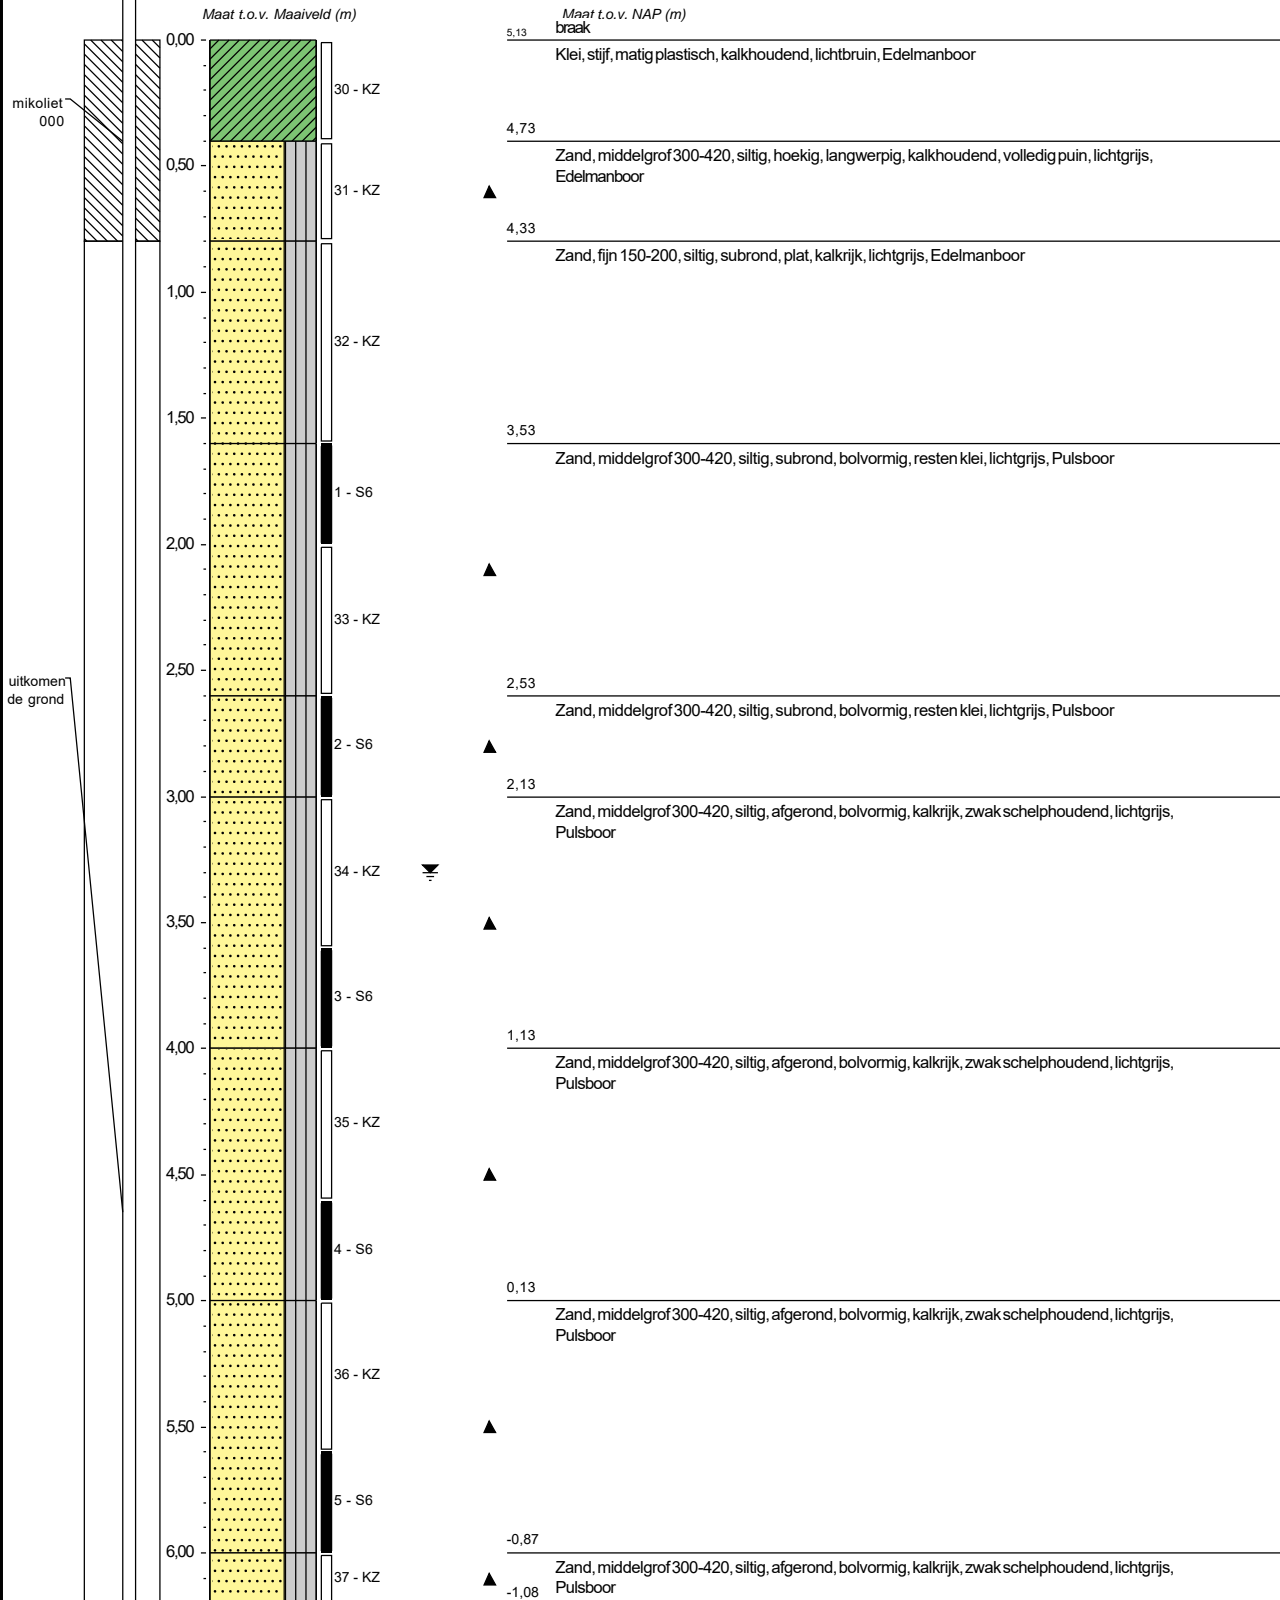 Maat t.o.v. Maaiveld (m)
Maat t.o.v. NAP (m)
braak
5,13
0,00
Klei, stijf, matig plastisch, kalkhoudend, lichtbruin, Edelmanboor
30 - KZ
mikoliet
000
4,73
Zand, middelgrof 300-420, siltig, hoekig, langwerpig, kalkhoudend, volledig puin, lichtgrijs,
Edelmanboor
0,50
31 - KZ
4,33
Zand, fijn 150-200, siltig, subrond, plat, kalkrijk, lichtgrijs, Edelmanboor
1,00
32 - KZ
1,50
3,53
Zand, middelgrof 300-420, siltig, subrond, bolvormig, resten klei, lichtgrijs, Pulsboor
1 - S6
2,00
33 - KZ
2,50
uitkomen
de grond
2,53
Zand, middelgrof 300-420, siltig, subrond, bolvormig, resten klei, lichtgrijs, Pulsboor
2 - S6
2,13
3,00
Zand, middelgrof 300-420, siltig, afgerond, bolvormig, kalkrijk, zwak schelphoudend, lichtgrijs,
Pulsboor
34 - KZ
3,50
3 - S6
1,13
4,00
Zand, middelgrof 300-420, siltig, afgerond, bolvormig, kalkrijk, zwak schelphoudend, lichtgrijs,
Pulsboor
35 - KZ
4,50
4 - S6
0,13
5,00
Zand, middelgrof 300-420, siltig, afgerond, bolvormig, kalkrijk, zwak schelphoudend, lichtgrijs,
Pulsboor
36 - KZ
5,50
5 - S6
-0,87
6,00
Zand, middelgrof 300-420, siltig, afgerond, bolvormig, kalkrijk, zwak schelphoudend, lichtgrijs,
Pulsboor
37 - KZ
-1,08